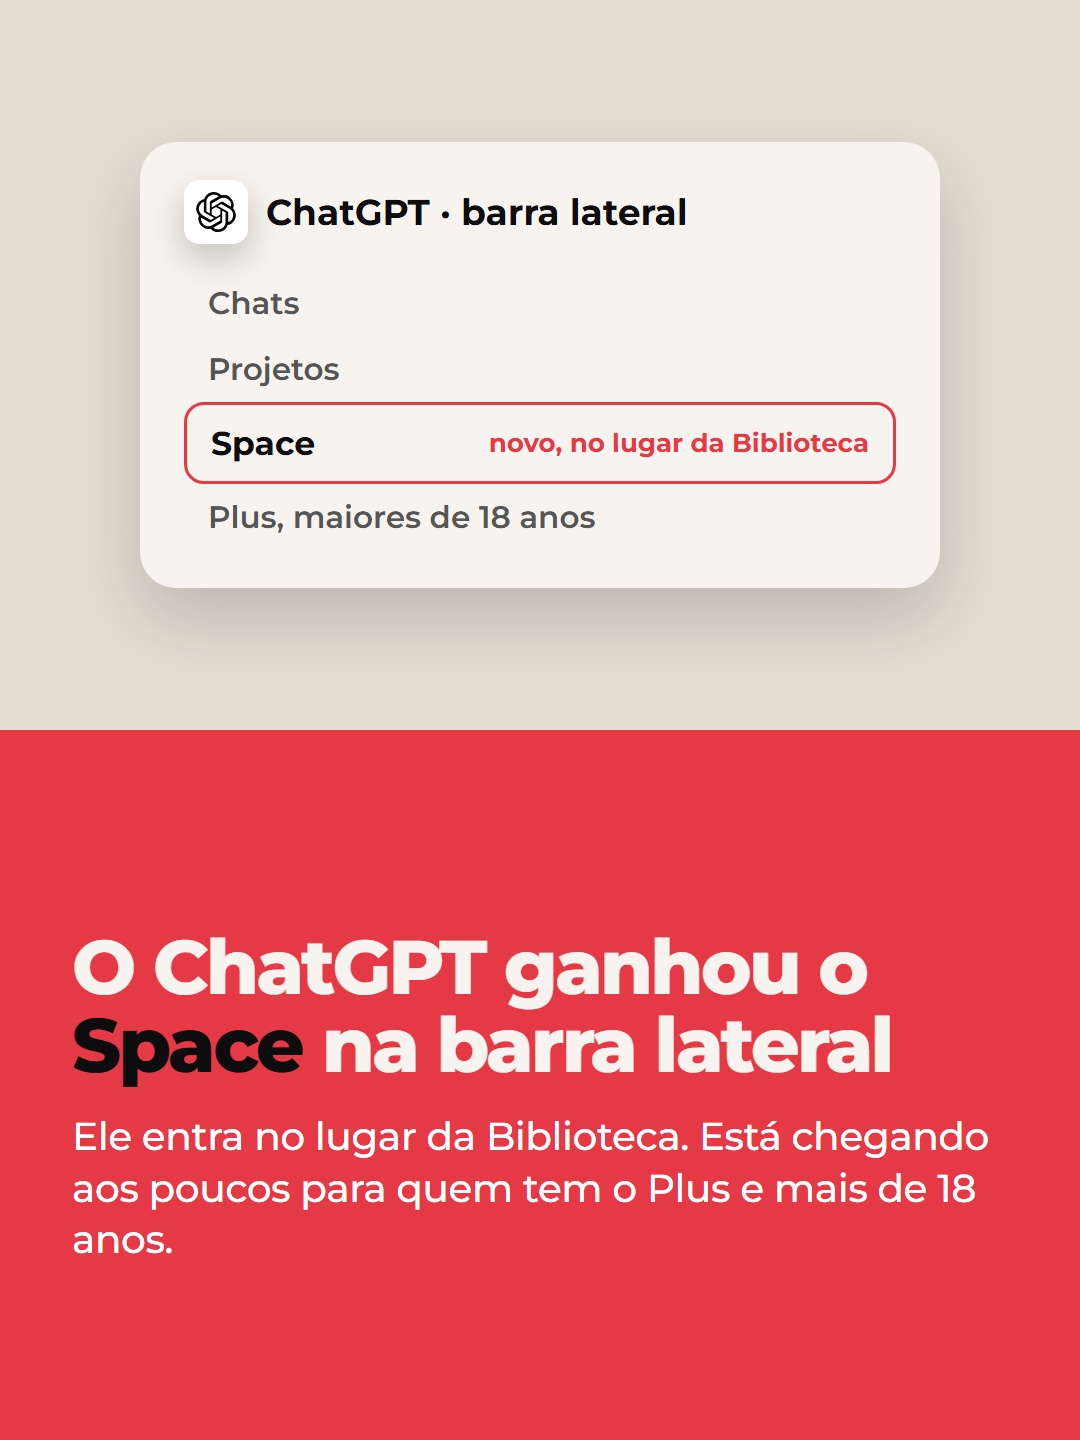 ChatGPT · barra lateral
Chats
Projetos
Space novo, no lugar da Biblioteca
Plus, maiores de 18 anos
O ChatGPT ganhou o
Space na barra lateral
Ele entra no lugar da Biblioteca. Está chegando
aos poucos para quem tem o Plus e mais de 18
anos.